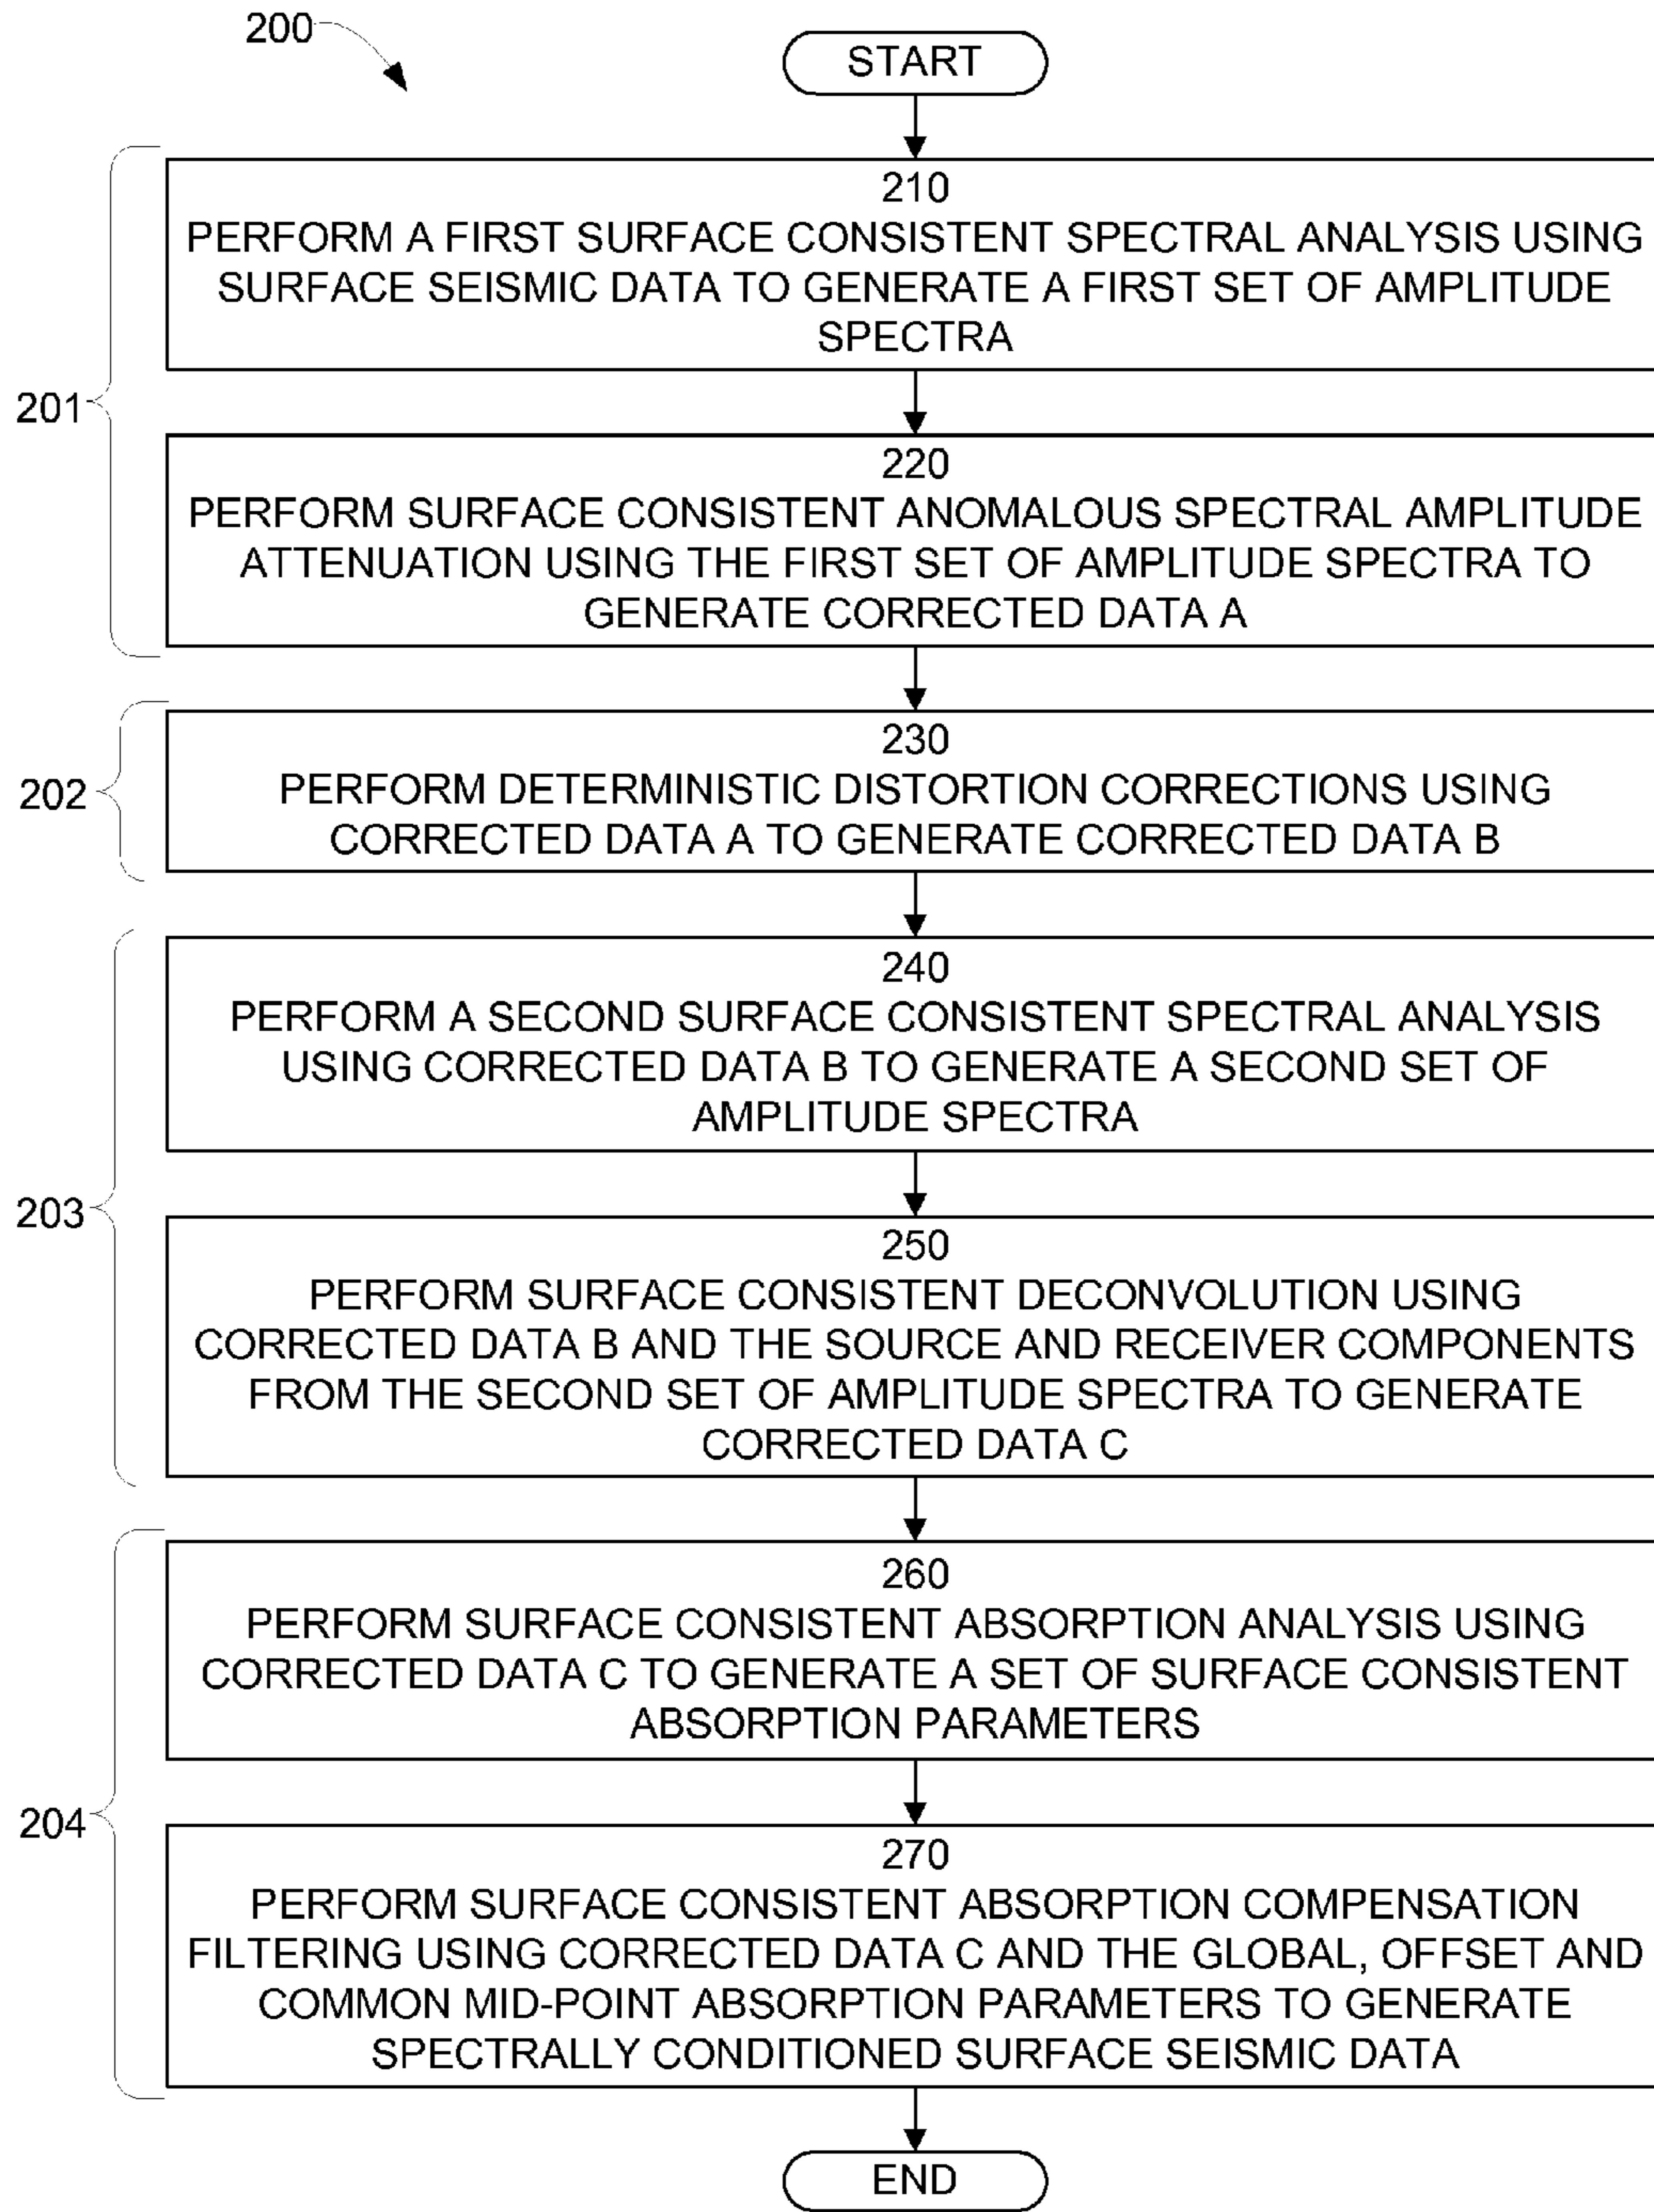 200
START
201
210
PERFORM A FIRST SURFACE CONSISTENT SPECTRAL ANALYSIS USING
SURFACE SEISMIC DATA TO GENERATE A FIRST SET OF AMPLITUDE
SPECTRA
220
PERFORM SURFACE CONSISTENT ANOMALOUS SPECTRAL AMPLITUDE
ATTENUATION USING THE FIRST SET OF AMPLITUDE SPECTRA TO
GENERATE CORRECTED DATA A
202
230
PERFORM DETERMINISTIC DISTORTION CORRECTIONS USING
CORRECTED DATA A TO GENERATE CORRECTED DATA B
203
240
PERFORM A SECOND SURFACE CONSISTENT SPECTRAL ANALYSIS
USING CORRECTED DATA B TO GENERATE A SECOND SET OF
AMPLITUDE SPECTRA
250
PERFORM SURFACE CONSISTENT DECONVOLUTION USING
CORRECTED DATA B AND THE SOURCE AND RECEIVER COMPONENTS
FROM THE SECOND SET OF AMPLITUDE SPECTRA TO GENERATE
CORRECTED DATA C
204
260
PERFORM SURFACE CONSISTENT ABSORPTION ANALYSIS USING
CORRECTED DATA C TO GENERATE A SET OF SURFACE CONSISTENT
ABSORPTION PARAMETERS
270
PERFORM SURFACE CONSISTENT ABSORPTION COMPENSATION
FILTERING USING CORRECTED DATA C AND THE GLOBAL, OFFSET AND
COMMON MID-POINT ABSORPTION PARAMETERS TO GENERATE
SPECTRALLY CONDITIONED SURFACE SEISMIC DATA
END